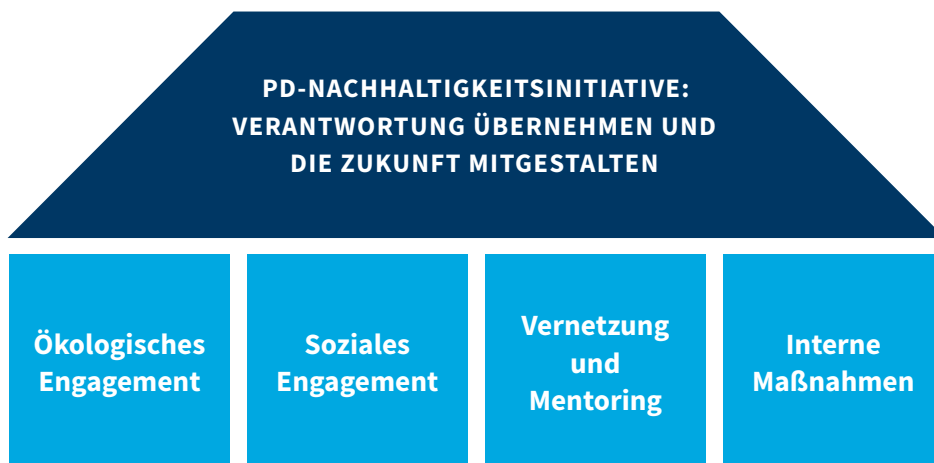 PD-NACHHALTIGKEITSINITIATIVE:
VERANTWORTUNG ÜBERNEHMEN UND
DIE ZUKUNFT MITGESTALTEN
Ökologisches
Engagement
Soziales
Engagement
Vernetzung
und
Mentoring
Interne
Maßnahmen